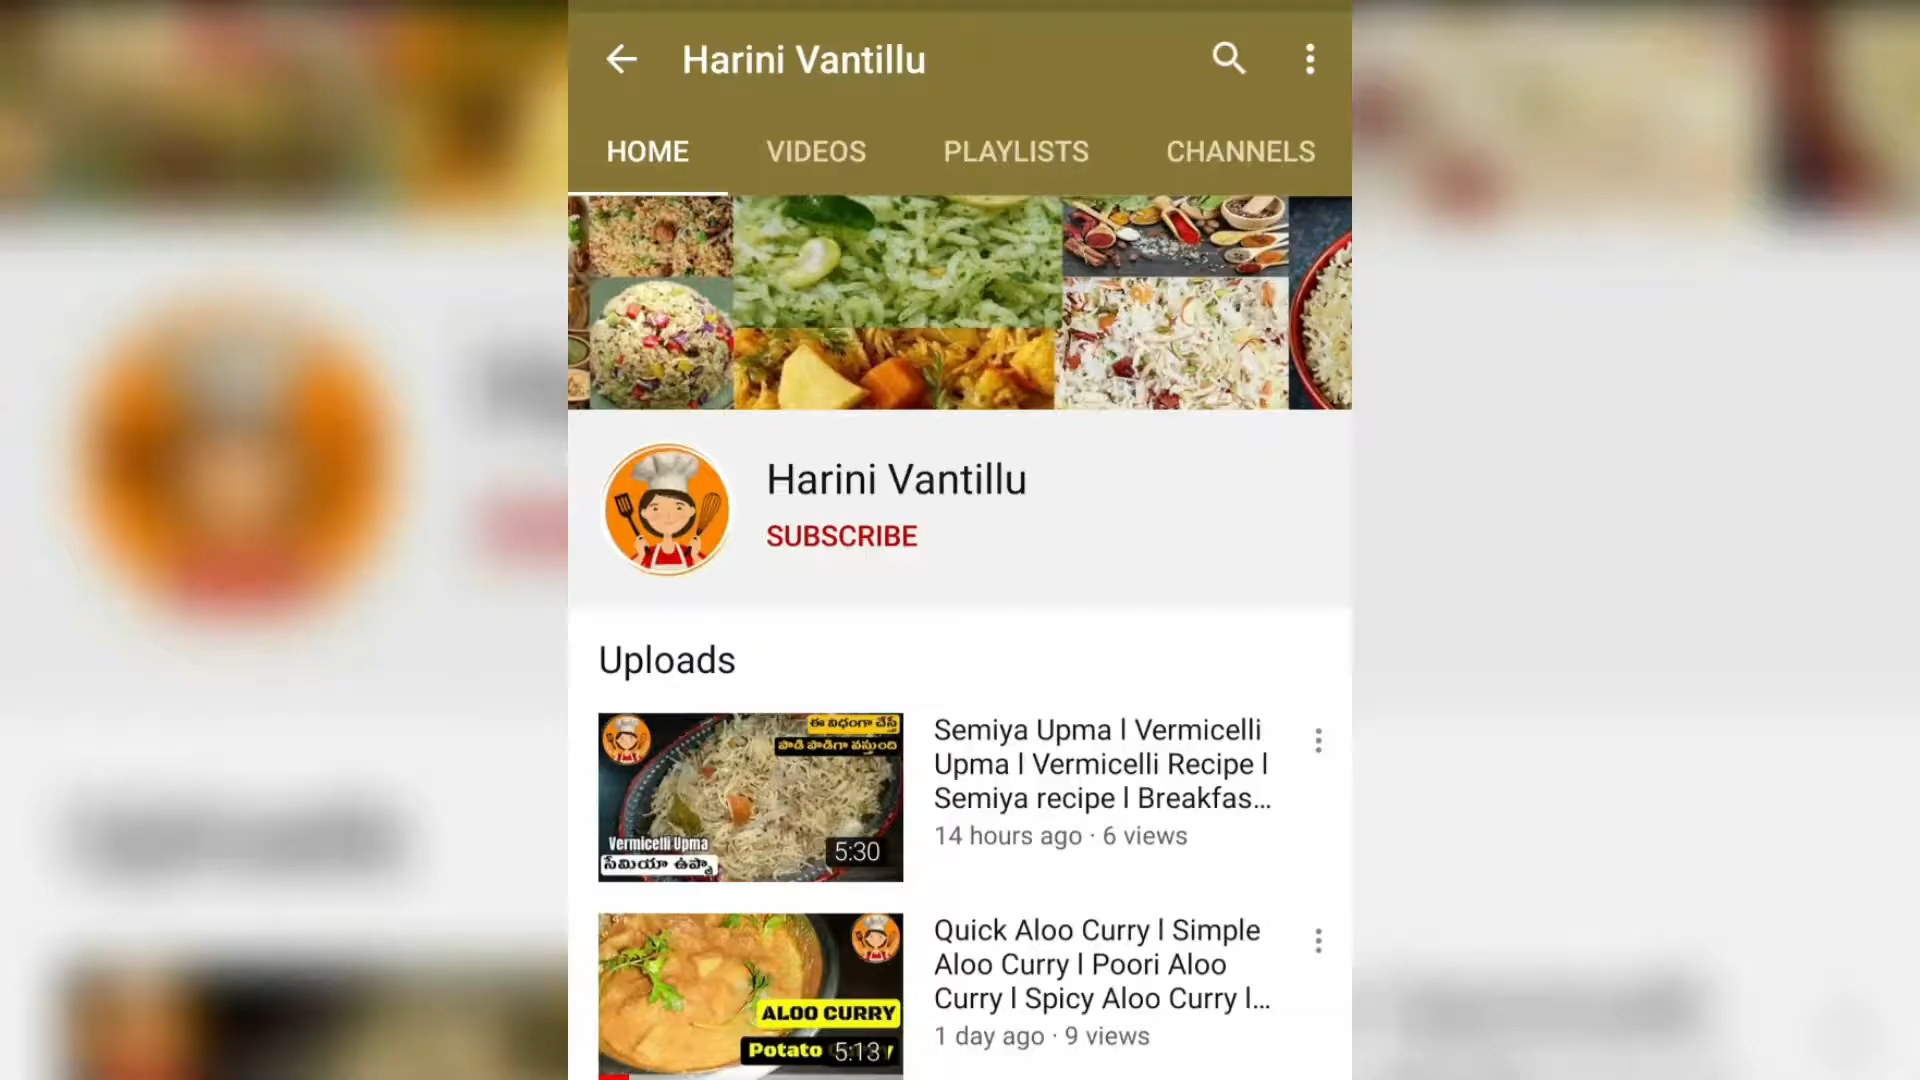 Harini Vantillu
HOME VIDEOS PLAYLISTS CHANNELS
Harini Vantillu
SUBSCRIBE
Uploads
ఈ విధంగా చేస్తే
పొడి పొడిగా వస్తుంది
Vermicelli Upma
సేమియా ఉప్మా
5:30
Semiya Upma l Vermicelli
Upma l Vermicelli Recipe l
Semiya recipe l Breakfas...
14 hours ago · 6 views
ALOO CURRY
Potato
5:13
Quick Aloo Curry l Simple
Aloo Curry l Poori Aloo
Curry l Spicy Aloo Curry l...
1 day ago · 9 views